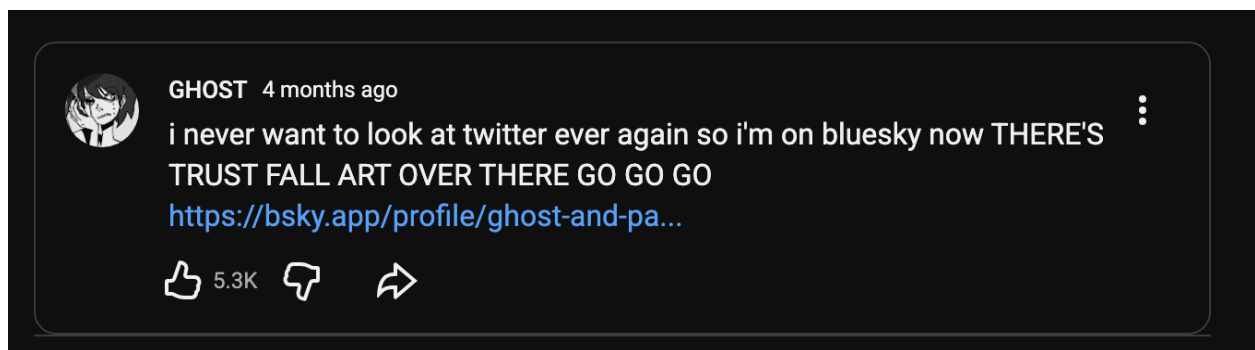 GHOST 4 months ago
i never want to look at twitter ever again so i'm on bluesky now THERE'S
TRUST FALL ART OVER THERE GO GO GO
https://bsky.app/profile/ghost-and-pa...
5.3K